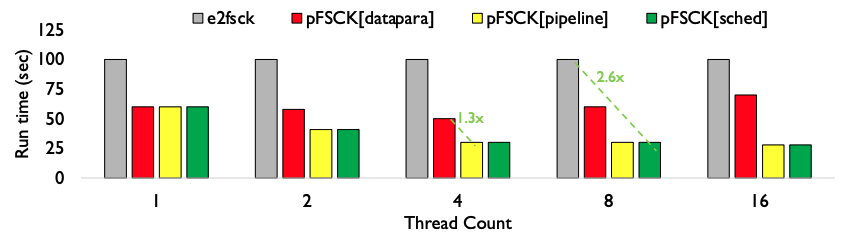 e2fsck pFSCK[datapara] pFSCK[pipeline] pFSCK[sched]
Run time (sec)
125
100
75
50
25
0
2.6x
1.3x
1 2 4 8 16
Thread Count